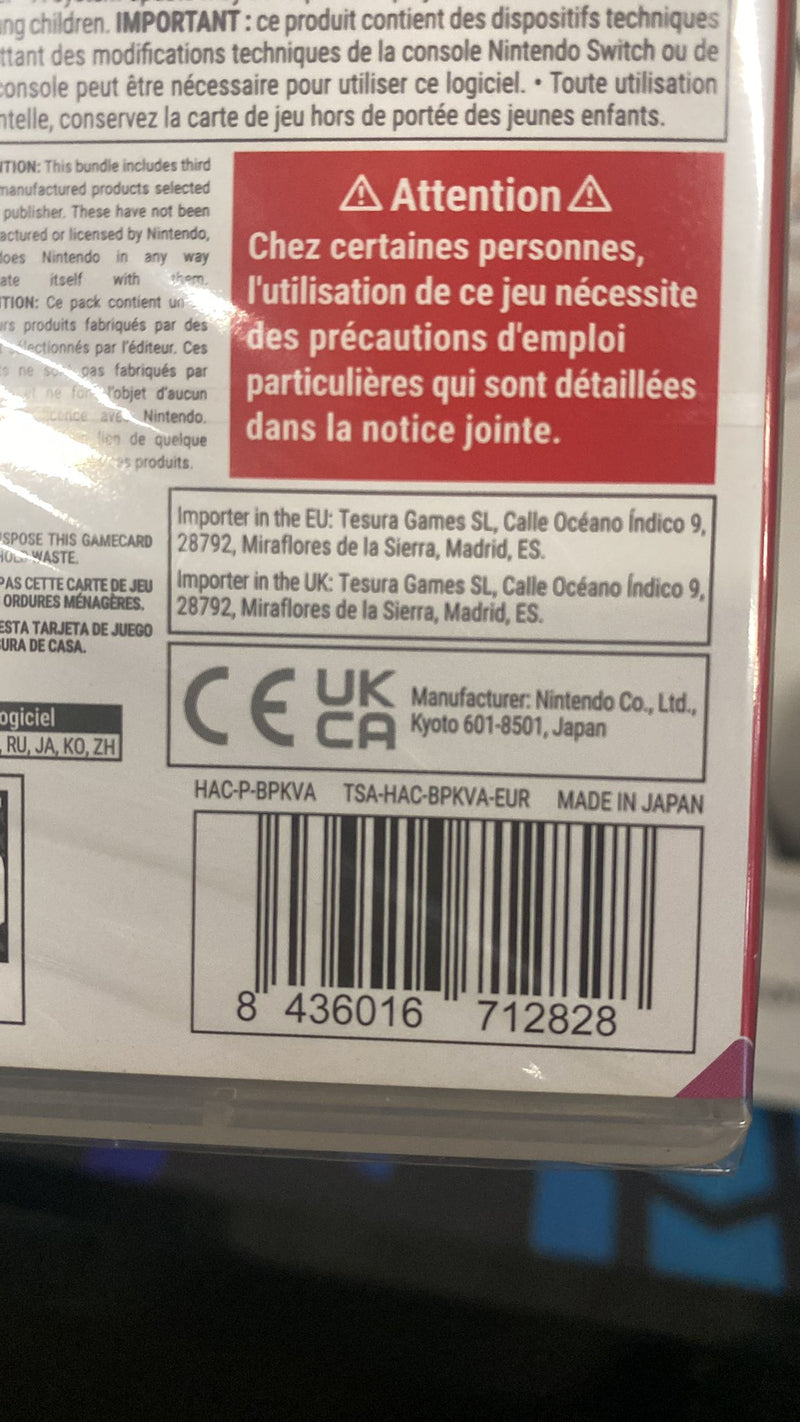 ng children. IMPORTANT : ce produit contient des dispositifs techniques
ttant des modifications techniques de la console Nintendo Switch ou de
console peut être nécessaire pour utiliser ce logiciel. • Toute utilisation
ntelle, conservez la carte de jeu hors de portée des jeunes enfants.
TION: This bundle includes third
manufactured products selected
publisher. These have not been
actured or licensed by Nintendo,
does Nintendo in any way
ate itself with them.
TION: Ce pack contient un
rs produits fabriqués par des
lectionnés par l'éditeur. Ces
s ne sont pas fabriqués par
ne font l'objet d'aucun
licence avec Nintendo.
lien de quelque
produits.
⚠ Attention ⚠
Chez certaines personnes,
l'utilisation de ce jeu nécessite
des précautions d'emploi
particulières qui sont détaillées
dans la notice jointe.
SPOSE THIS GAMECARD
WASTE.
PAS CETTE CARTE DE JEU
ORDURES MÉNAGÈRES.
ESTA TARJETA DE JUEGO
URA DE CASA.
Importer in the EU: Tesura Games SL, Calle Océano Índico 9,
28792, Miraflores de la Sierra, Madrid, ES.
Importer in the UK: Tesura Games SL, Calle Océano Índico 9,
28792, Miraflores de la Sierra, Madrid, ES.
ogiciel
, RU, JA, KO, ZH
CE UK
CA
Manufacturer: Nintendo Co., Ltd.,
Kyoto 601-8501, Japan
HAC-P-BPKVA TSA-HAC-BPKVA-EUR MADE IN JAPAN
8 436016 712828